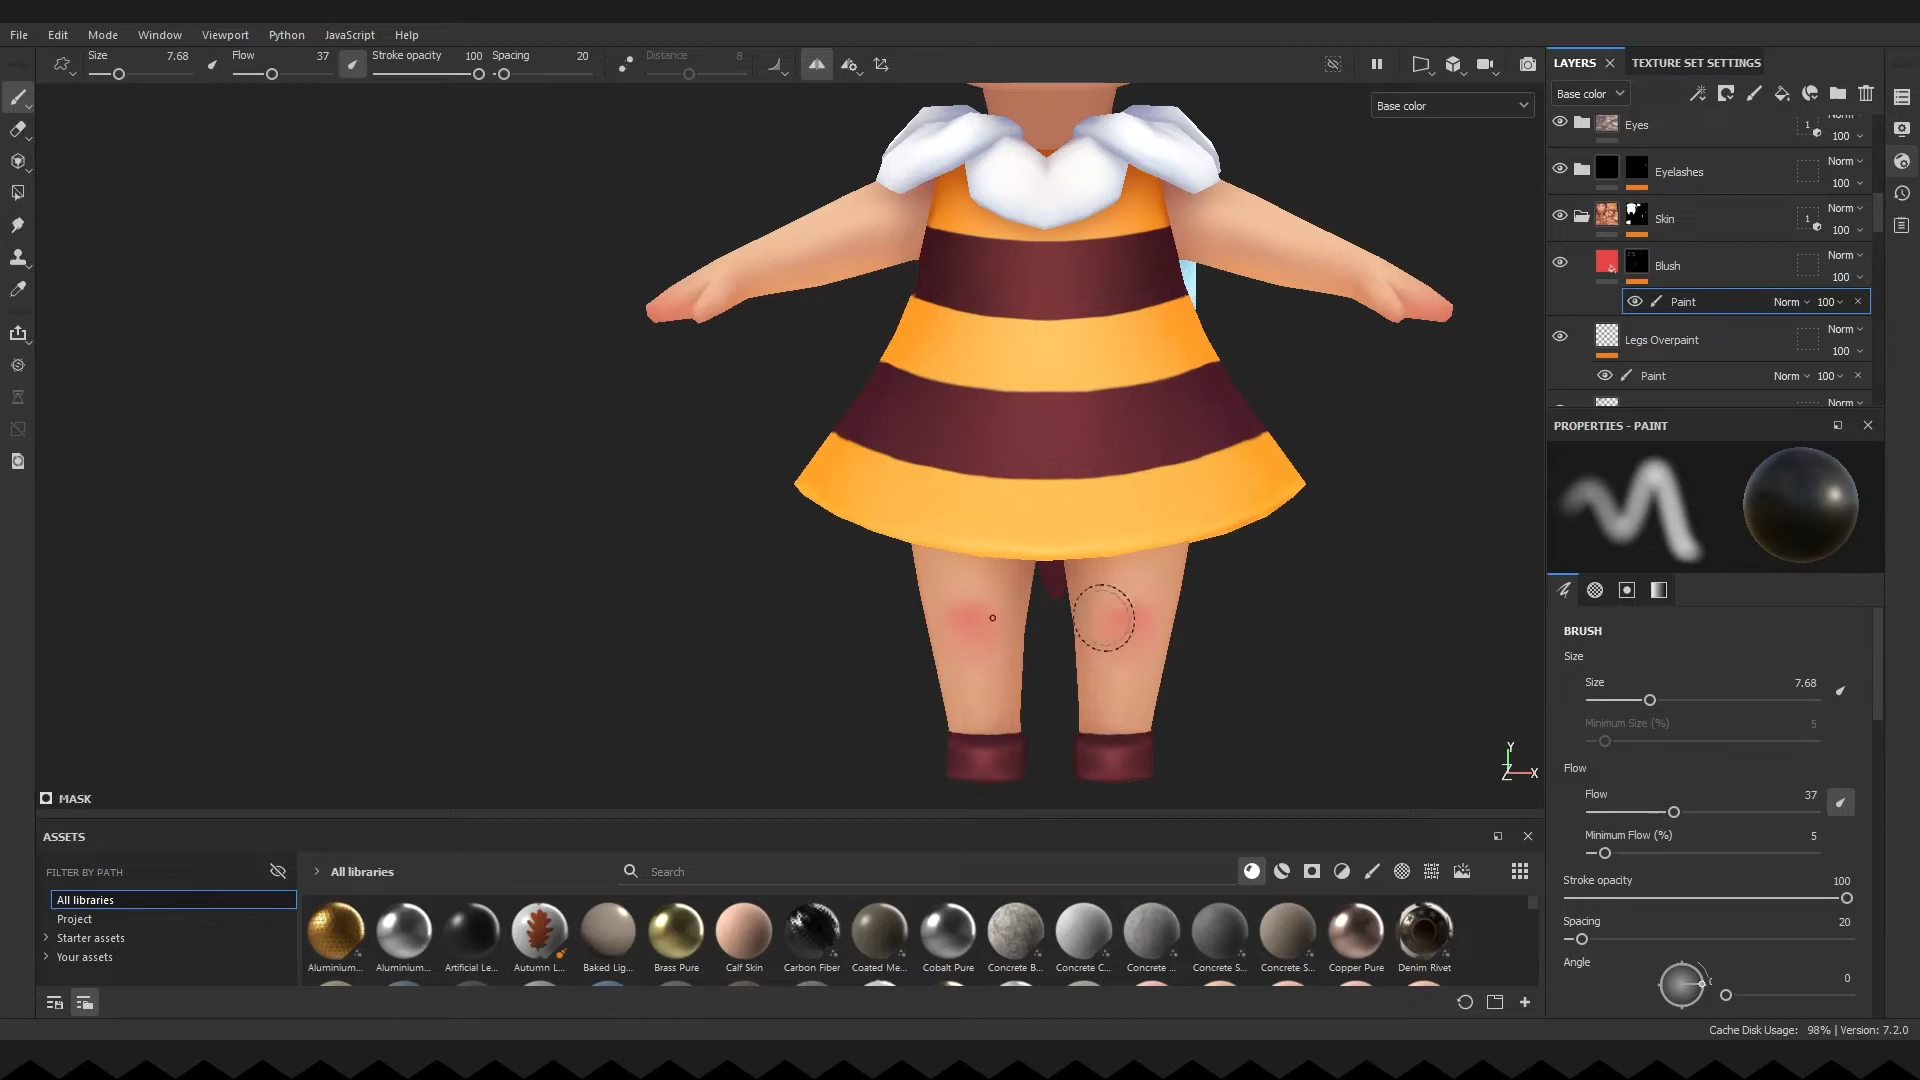 File Edit Mode Window Viewport Python JavaScript Help
Size 7.68 Flow 37 Stroke opacity 100 Spacing 20 Distance 8
Base color
LAYERS TEXTURE SET SETTINGS
Base color
Eyes 1 Norm 100
Eyelashes Norm 100
Skin 1 Norm 100
Blush Norm 100
Paint Norm 100
Legs Overpaint Norm 100
Paint Norm 100
Norm
PROPERTIES - PAINT
BRUSH
Size
Size 7.68
Minimum Size (%) 5
Flow
Flow 37
Minimum Flow (%) 5
Stroke opacity 100
Spacing 20
Angle 0
Y
Z X
MASK
ASSETS
FILTER BY PATH
All libraries
Project
Starter assets
Your assets
All libraries
Search
Aluminium... Aluminium... Artificial Le... Autumn L... Baked Lig... Brass Pure Calf Skin Carbon Fiber Coated Me... Cobalt Pure Concrete B... Concrete C... Concrete ... Concrete S... Concrete S... Copper Pure Denim Rivet
Cache Disk Usage: 98% | Version: 7.2.0